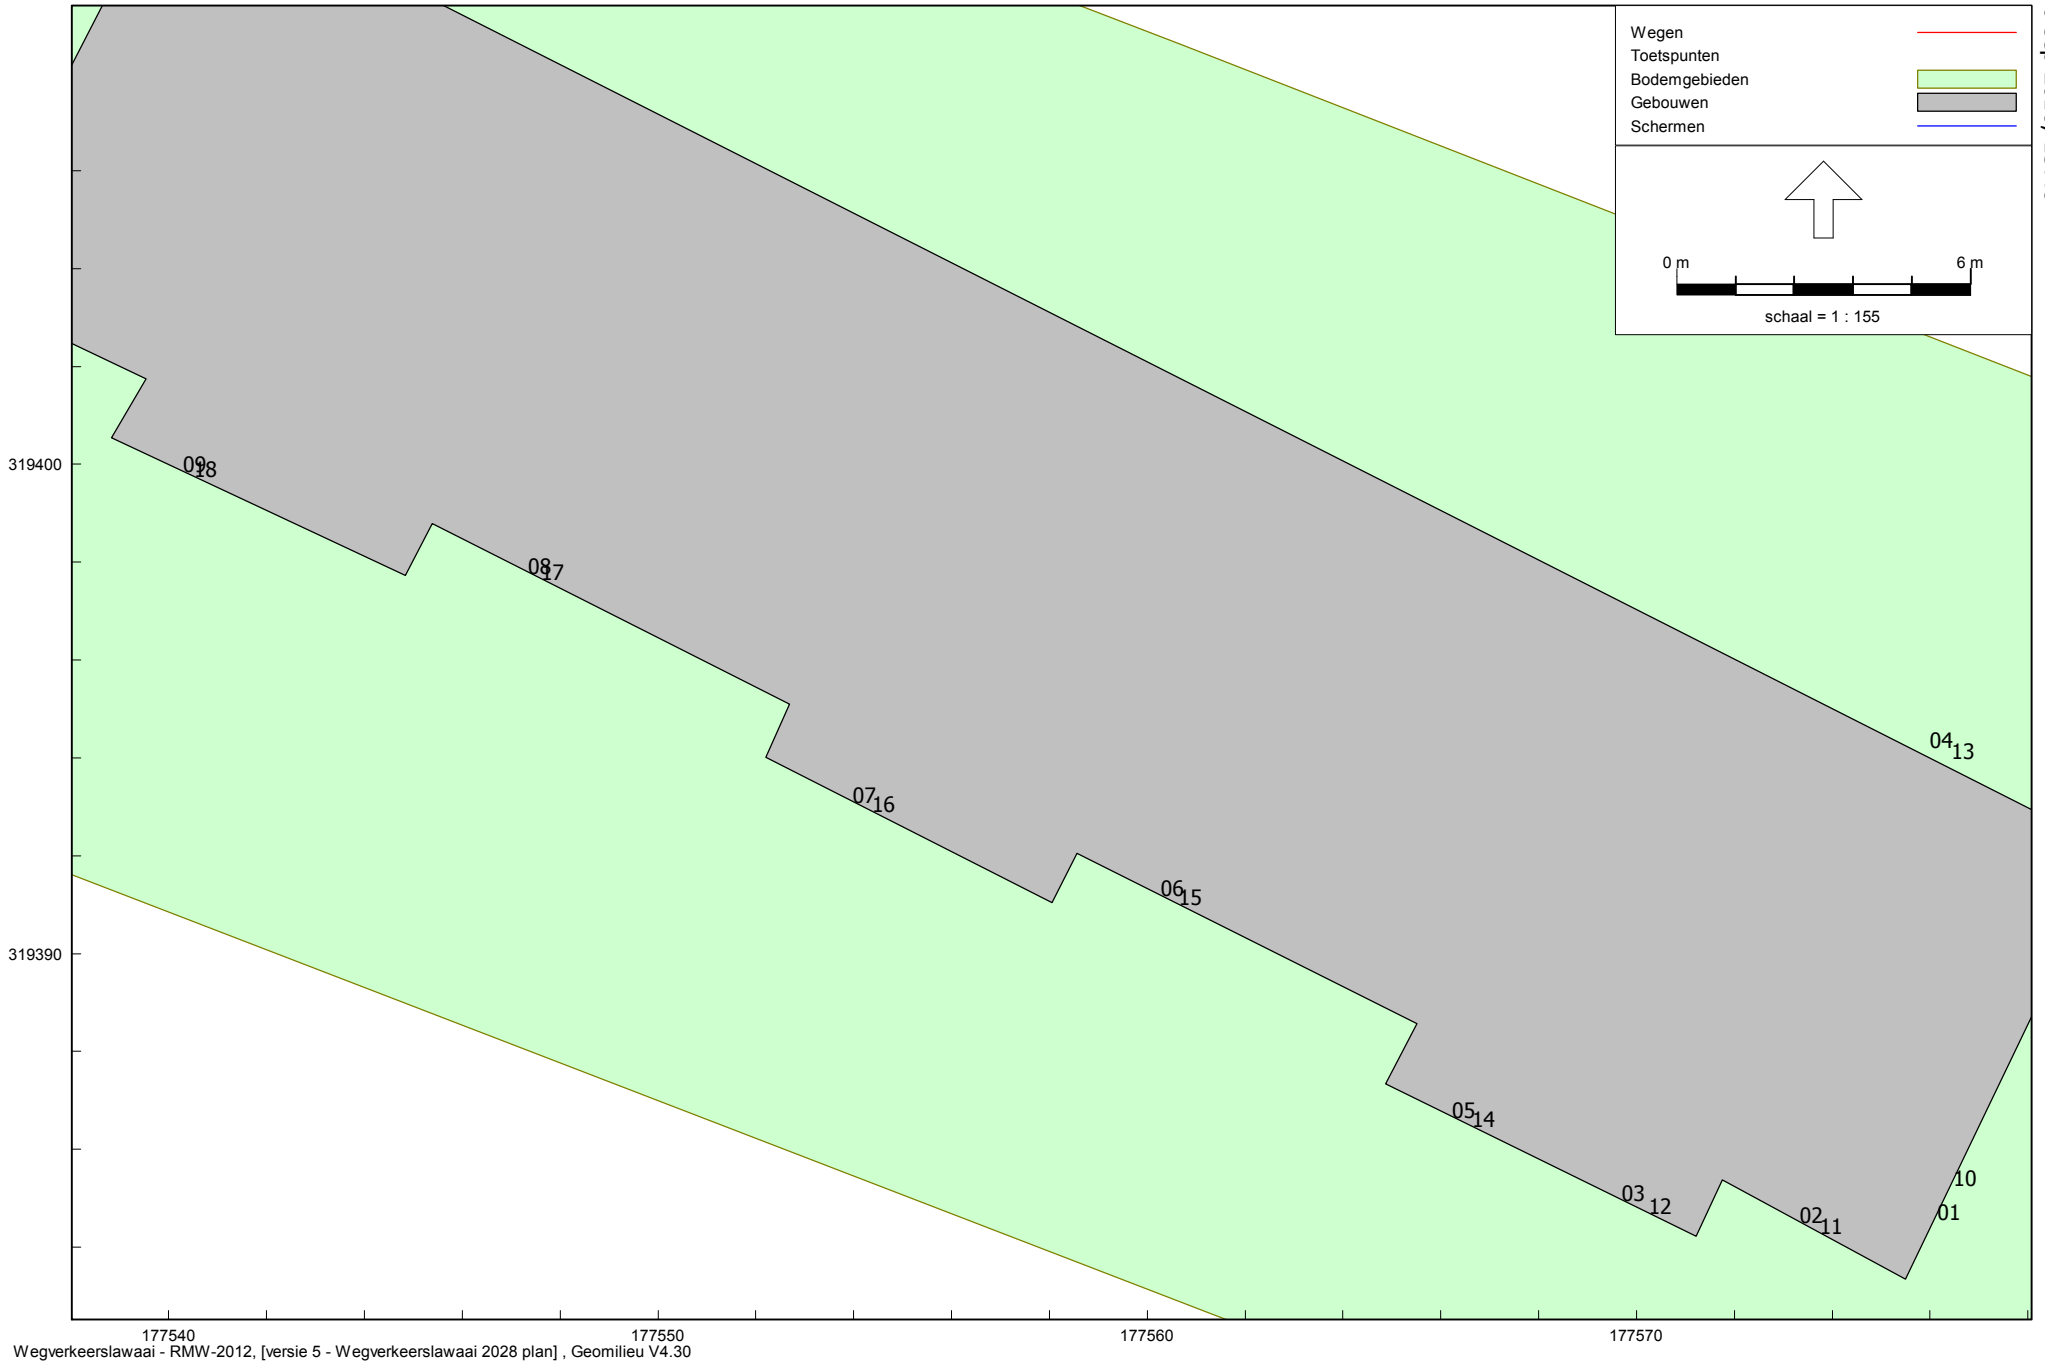 Wegen
Toetspunten
Bodemgebieden
Gebouwen
Schermen
0 m 6 m
schaal = 1 : 155
319400
09 18
08 17
04 13
07 16
06 15
319390
05 14
10
03 12
01
02 11
177540 177550 177560 177570
Wegverkeerslawaai - RMW-2012, [versie 5 - Wegverkeerslawaai 2028 plan] , Geomilieu V4.30